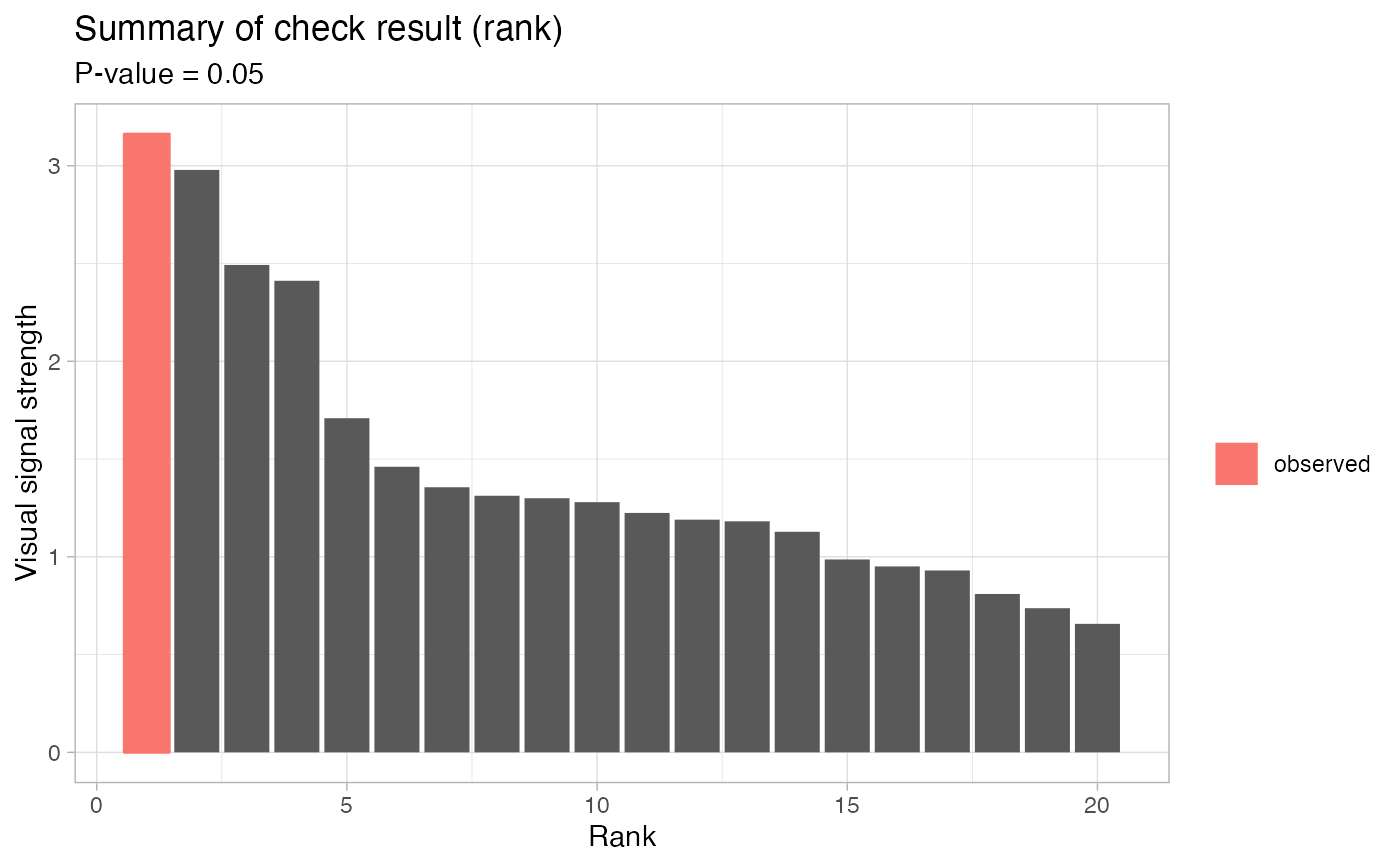 Summary of check result (rank)
P-value = 0.05
Visual signal strength
3
2
1
0
0 5 10 15 20
Rank
observed